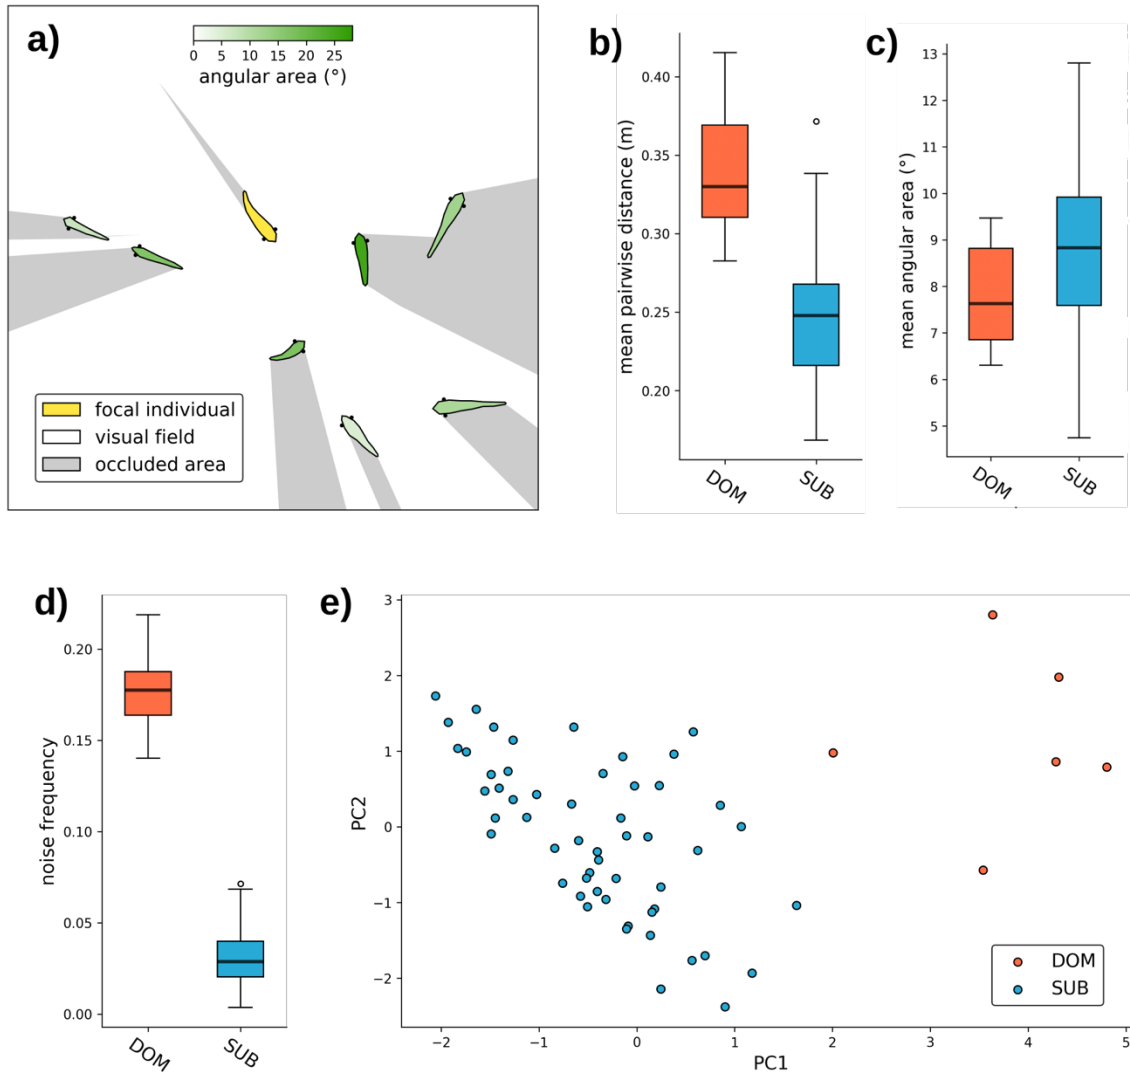 a)
0 5 10 15 20 25
angular area (°)
focal individual
visual field
occluded area
b)
mean pairwise distance (m)
0.40
0.35
0.30
0.25
0.20
DOM SUB
c)
mean angular area (°)
13
12
11
10
9
8
7
6
5
DOM SUB
d)
noise frequency
0.20
0.15
0.10
0.05
0.00
DOM SUB
e)
PC2
3
2
1
0
−1
−2
−2 −1 0 1 2 3 4 5
PC1
DOM
SUB